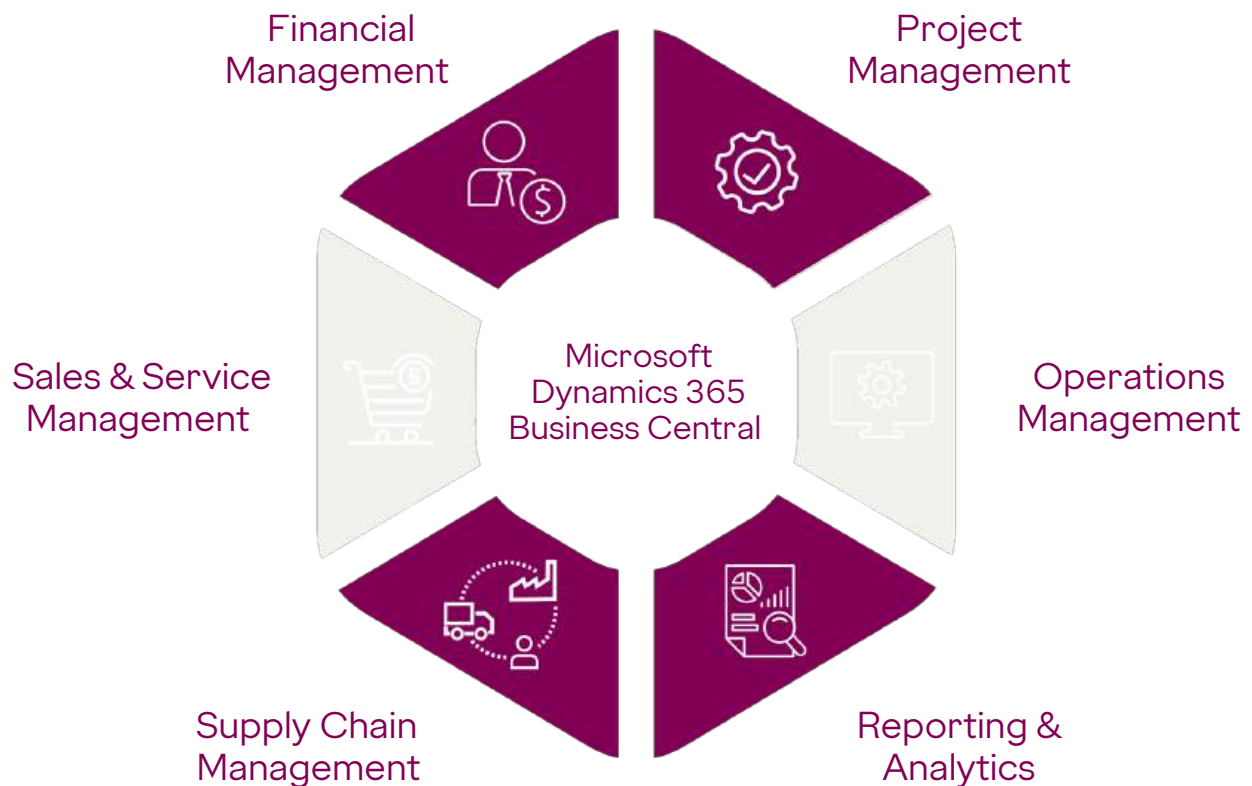 Financial
Management
Project
Management
Sales & Service
Management
Microsoft
Dynamics 365
Business Central
Operations
Management
Supply Chain
Management
Reporting &
Analytics